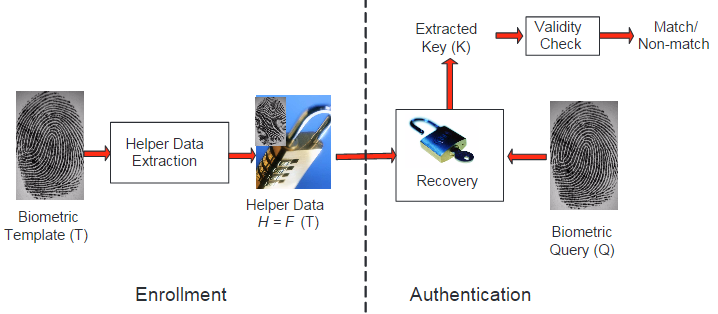 Biometric
Template (T)
Helper Data
Extraction
Helper Data
H = F (T)
Enrollment
Extracted
Key (K)
Validity
Check
Match/
Non-match
Recovery
Biometric
Query (Q)
Authentication